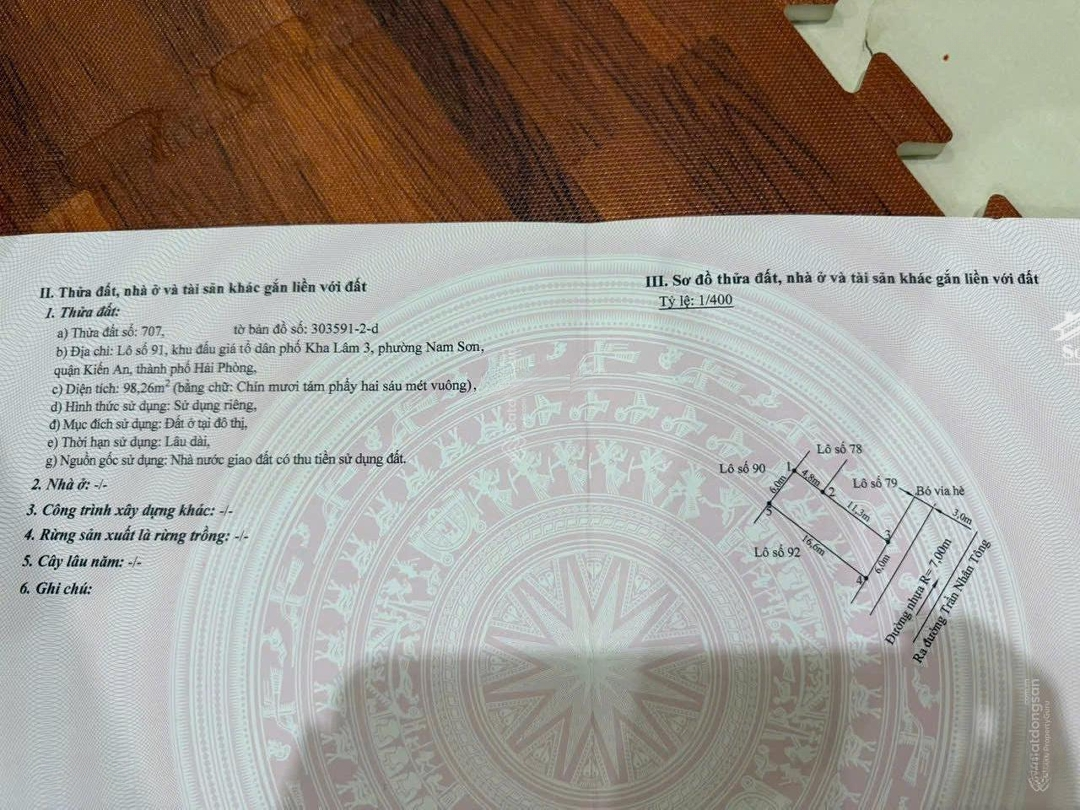 II. Thửa đất, nhà ở và tài sản khác gắn liền với đất
1. Thửa đất:
a) Thửa đất số: 707, tờ bản đồ số: 303591-2-d
b) Địa chỉ: Lô số 91, khu đấu giá tổ dân phố Kha Lâm 3, phường Nam Sơn,
quận Kiến An, thành phố Hải Phòng,
c) Diện tích: 98,26m² (bằng chữ: Chín mươi tám phẩy hai sáu mét vuông),
d) Hình thức sử dụng: Sử dụng riêng,
đ) Mục đích sử dụng: Đất ở tại đô thị,
e) Thời hạn sử dụng: Lâu dài,
g) Nguồn gốc sử dụng: Nhà nước giao đất có thu tiền sử dụng đất.
2. Nhà ở: -/-
3. Công trình xây dựng khác: -/-
4. Rừng sản xuất là rừng trồng: -/-
5. Cây lâu năm: -/-
6. Ghi chú:
III. Sơ đồ thửa đất, nhà ở và tài sản khác gắn liền với đất
Tỷ lệ: 1/400
Lô số 78
Lô số 90
1
4,8m
2
Lô số 79
Bó vỉa hè
6,0m
5
11,3m
3,0m
3
16,6m
Lô số 92
6,0m
4
Đường nhựa R= 7,00m
Ra đường Trần Nhân Tông
batdongsan
by PropertyGuru